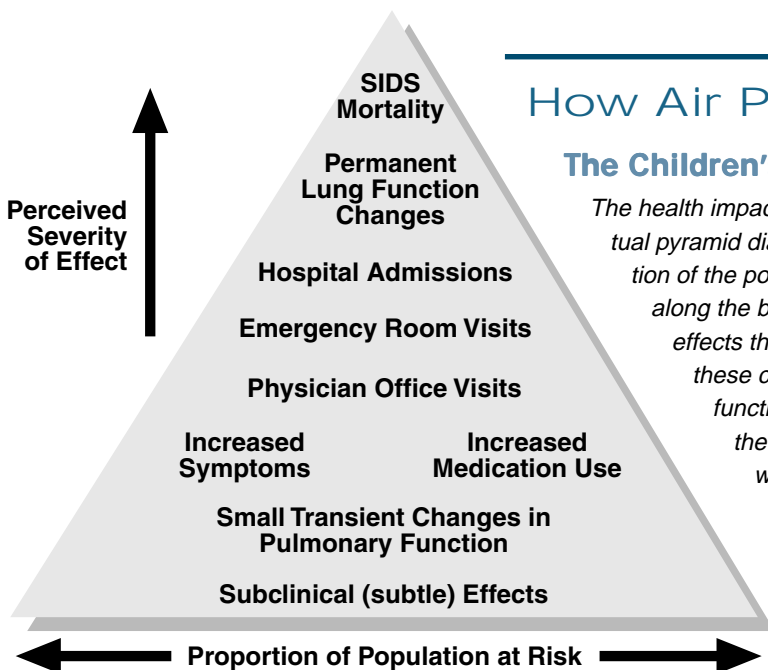 SIDS
Mortality
Permanent
Lung Function
Changes
Hospital Admissions
Emergency Room Visits
Physician Office Visits
Increased
Symptoms
Increased
Medication Use
Small Transient Changes in
Pulmonary Function
Subclinical (subtle) Effects
Perceived
Severity
of Effect
Proportion of Population at Risk
How Air P
The Children'
The health impac
tual pyramid dia
tion of the po
along the b
effects th
these c
functi
the
w